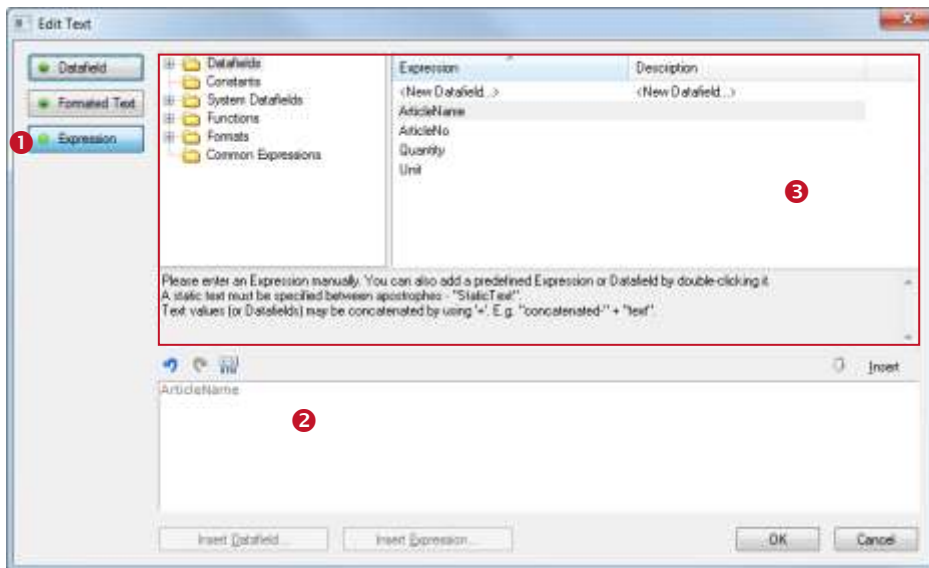 Edit Text
Datafield
Formated Text
1
Expression
Datafields
Constants
System Datafields
Functions
Formats
Common Expressions
Expression
Description
<New Datafield...>
<New Datafield...>
ArticleName
ArticleNo
Quantity
Unit
3
Please enter an Expression manually. You can also add a predefined Expression or Datafield by double-clicking it.
A static text must be specified between apostrophes - "StaticText".
Text values (or Datafields) may be concatenated by using '+'. E.g. "concatenated-" + "text".
Insert
ArticleName
2
Insert Datafield...
Insert Expression...
OK
Cancel